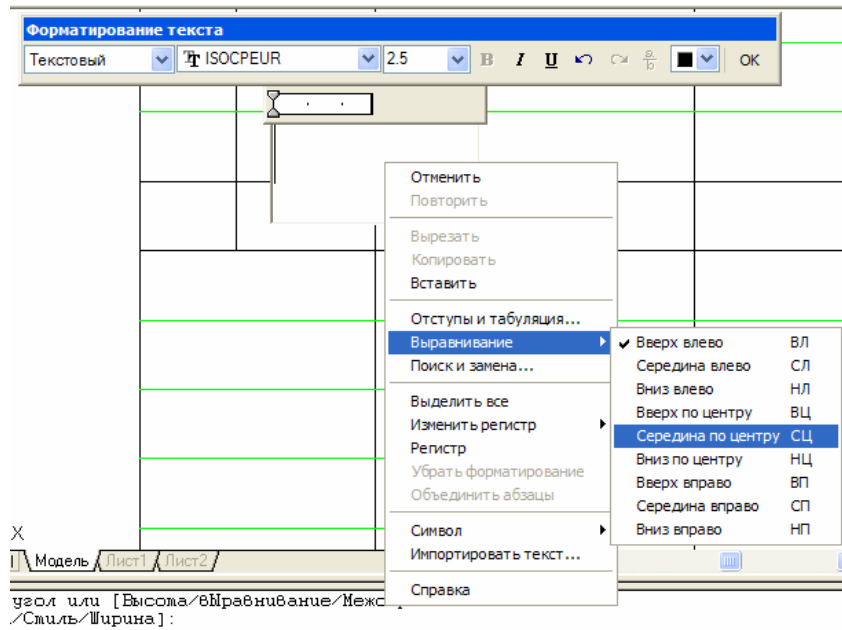 Форматирование текста
Текстовый ISOCPEUR 2.5 B I U a/b OK
Отменить
Повторить
Вырезать
Копировать
Вставить
Отступы и табуляция...
Выравнивание
Поиск и замена...
Выделить все
Изменить регистр
Регистр
Убрать форматирование
Объединить абзацы
Символ
Импортировать текст...
Справка
Вверх влево ВЛ
Середина влево СЛ
Вниз влево НЛ
Вверх по центру ВЦ
Середина по центру СЦ
Вниз по центру НЦ
Вверх вправо ВП
Середина вправо СП
Вниз вправо НП
X
Модель Лист1 Лист2
угол или [Высота/вЫравнивание/Межс
/Стиль/Ширина]: